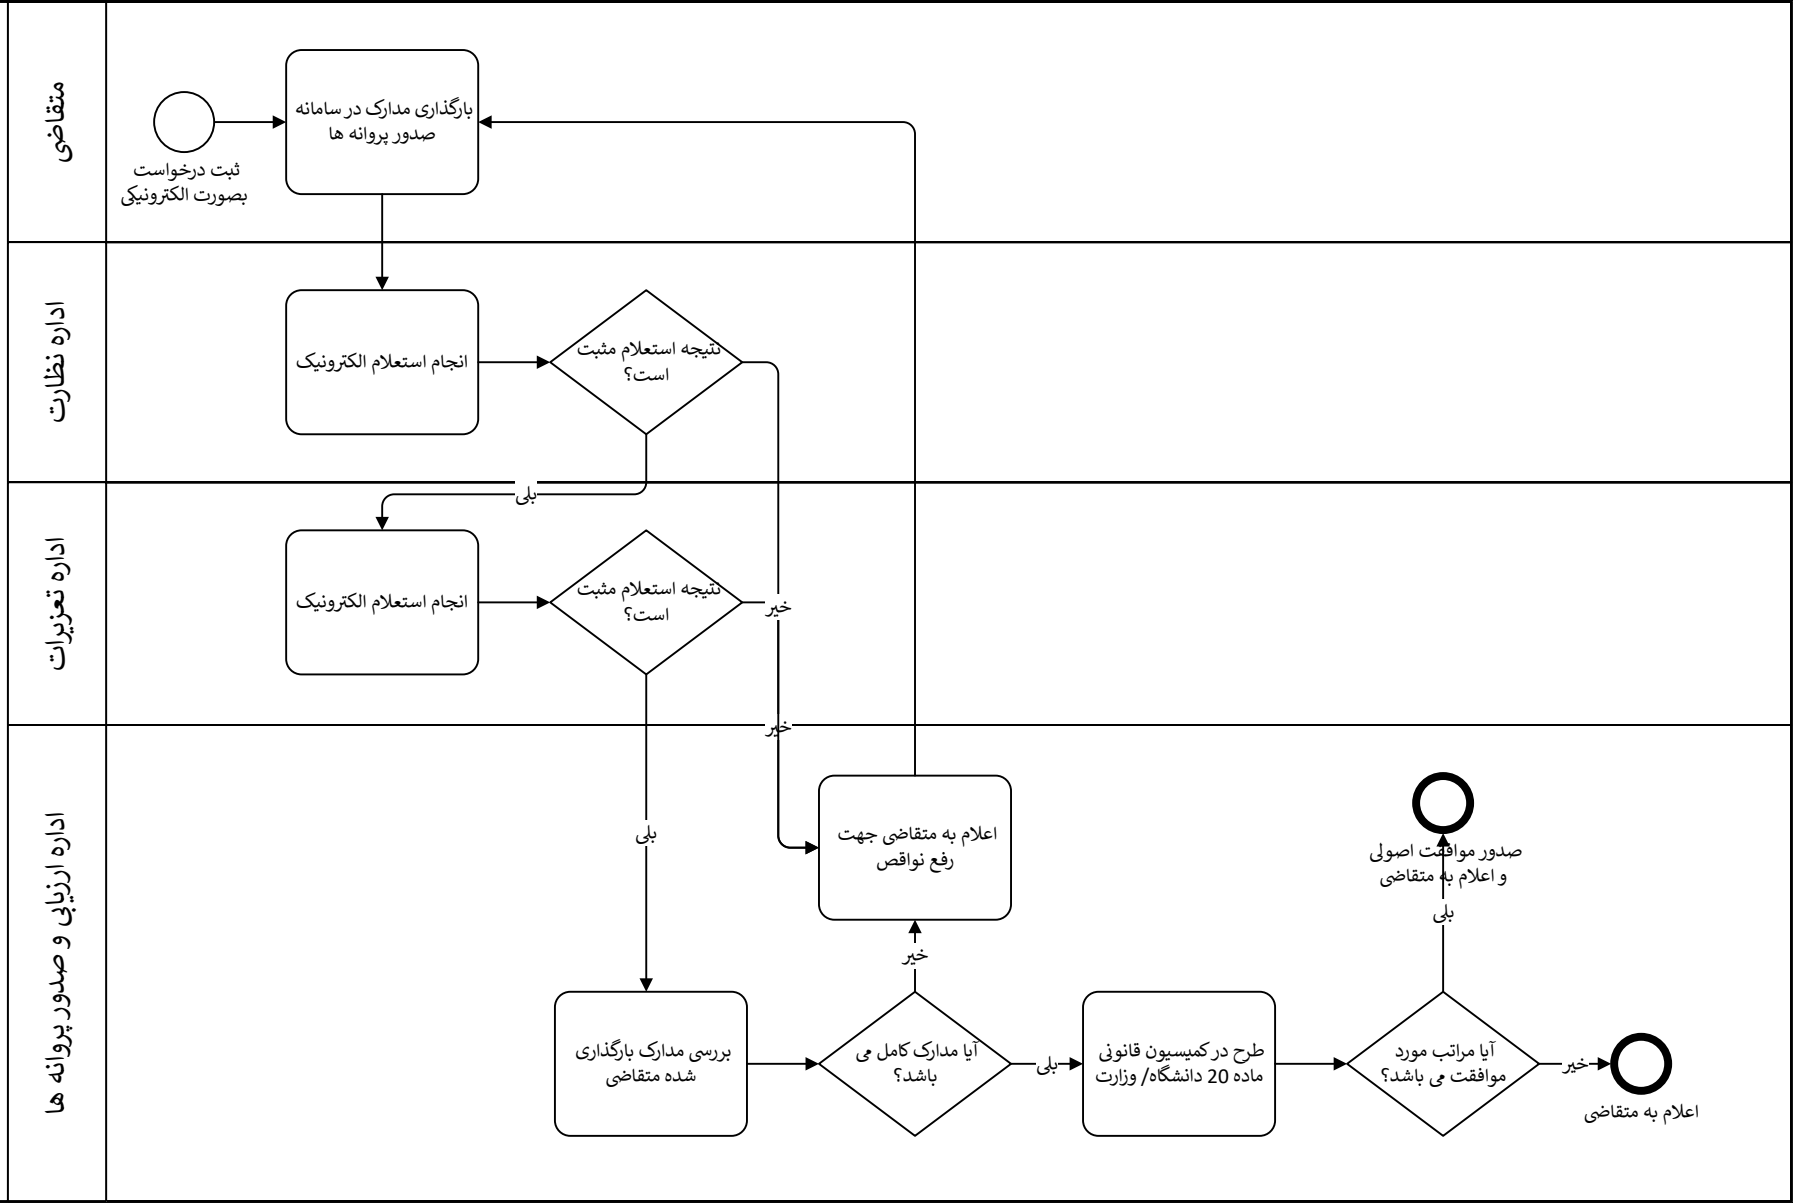 متقاضی
ثبت درخواست
بصورت الکترونیکی
بارگذاری مدارک در سامانه
صدور پروانه ها
اداره نظارت
انجام استعلام الکترونیک
نتیجه استعلام مثبت
است؟
بلی
اداره تعزیرات
انجام استعلام الکترونیک
نتیجه استعلام مثبت
است؟
خیر
خیر
بلی
اداره ارزیابی و صدور پروانه ها
اعلام به متقاضی جهت
رفع نواقص
خیر
بررسی مدارک بارگذاری
شده متقاضی
آیا مدارک کامل می
باشد؟
بلی
طرح در کمیسیون قانونی
ماده 20 دانشگاه/ وزارت
آیا مراتب مورد
موافقت می باشد؟
بلی
صدور موافقت اصولی
و اعلام به متقاضی
خیر
اعلام به متقاضی